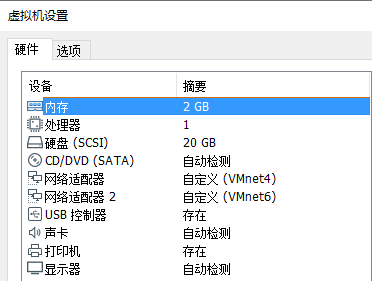 虚拟机设置
硬件 选项
设备 摘要
内存 2 GB
处理器 1
硬盘 (SCSI) 20 GB
CD/DVD (SATA) 自动检测
网络适配器 自定义 (VMnet4)
网络适配器 2 自定义 (VMnet6)
USB 控制器 存在
声卡 自动检测
打印机 存在
显示器 自动检测